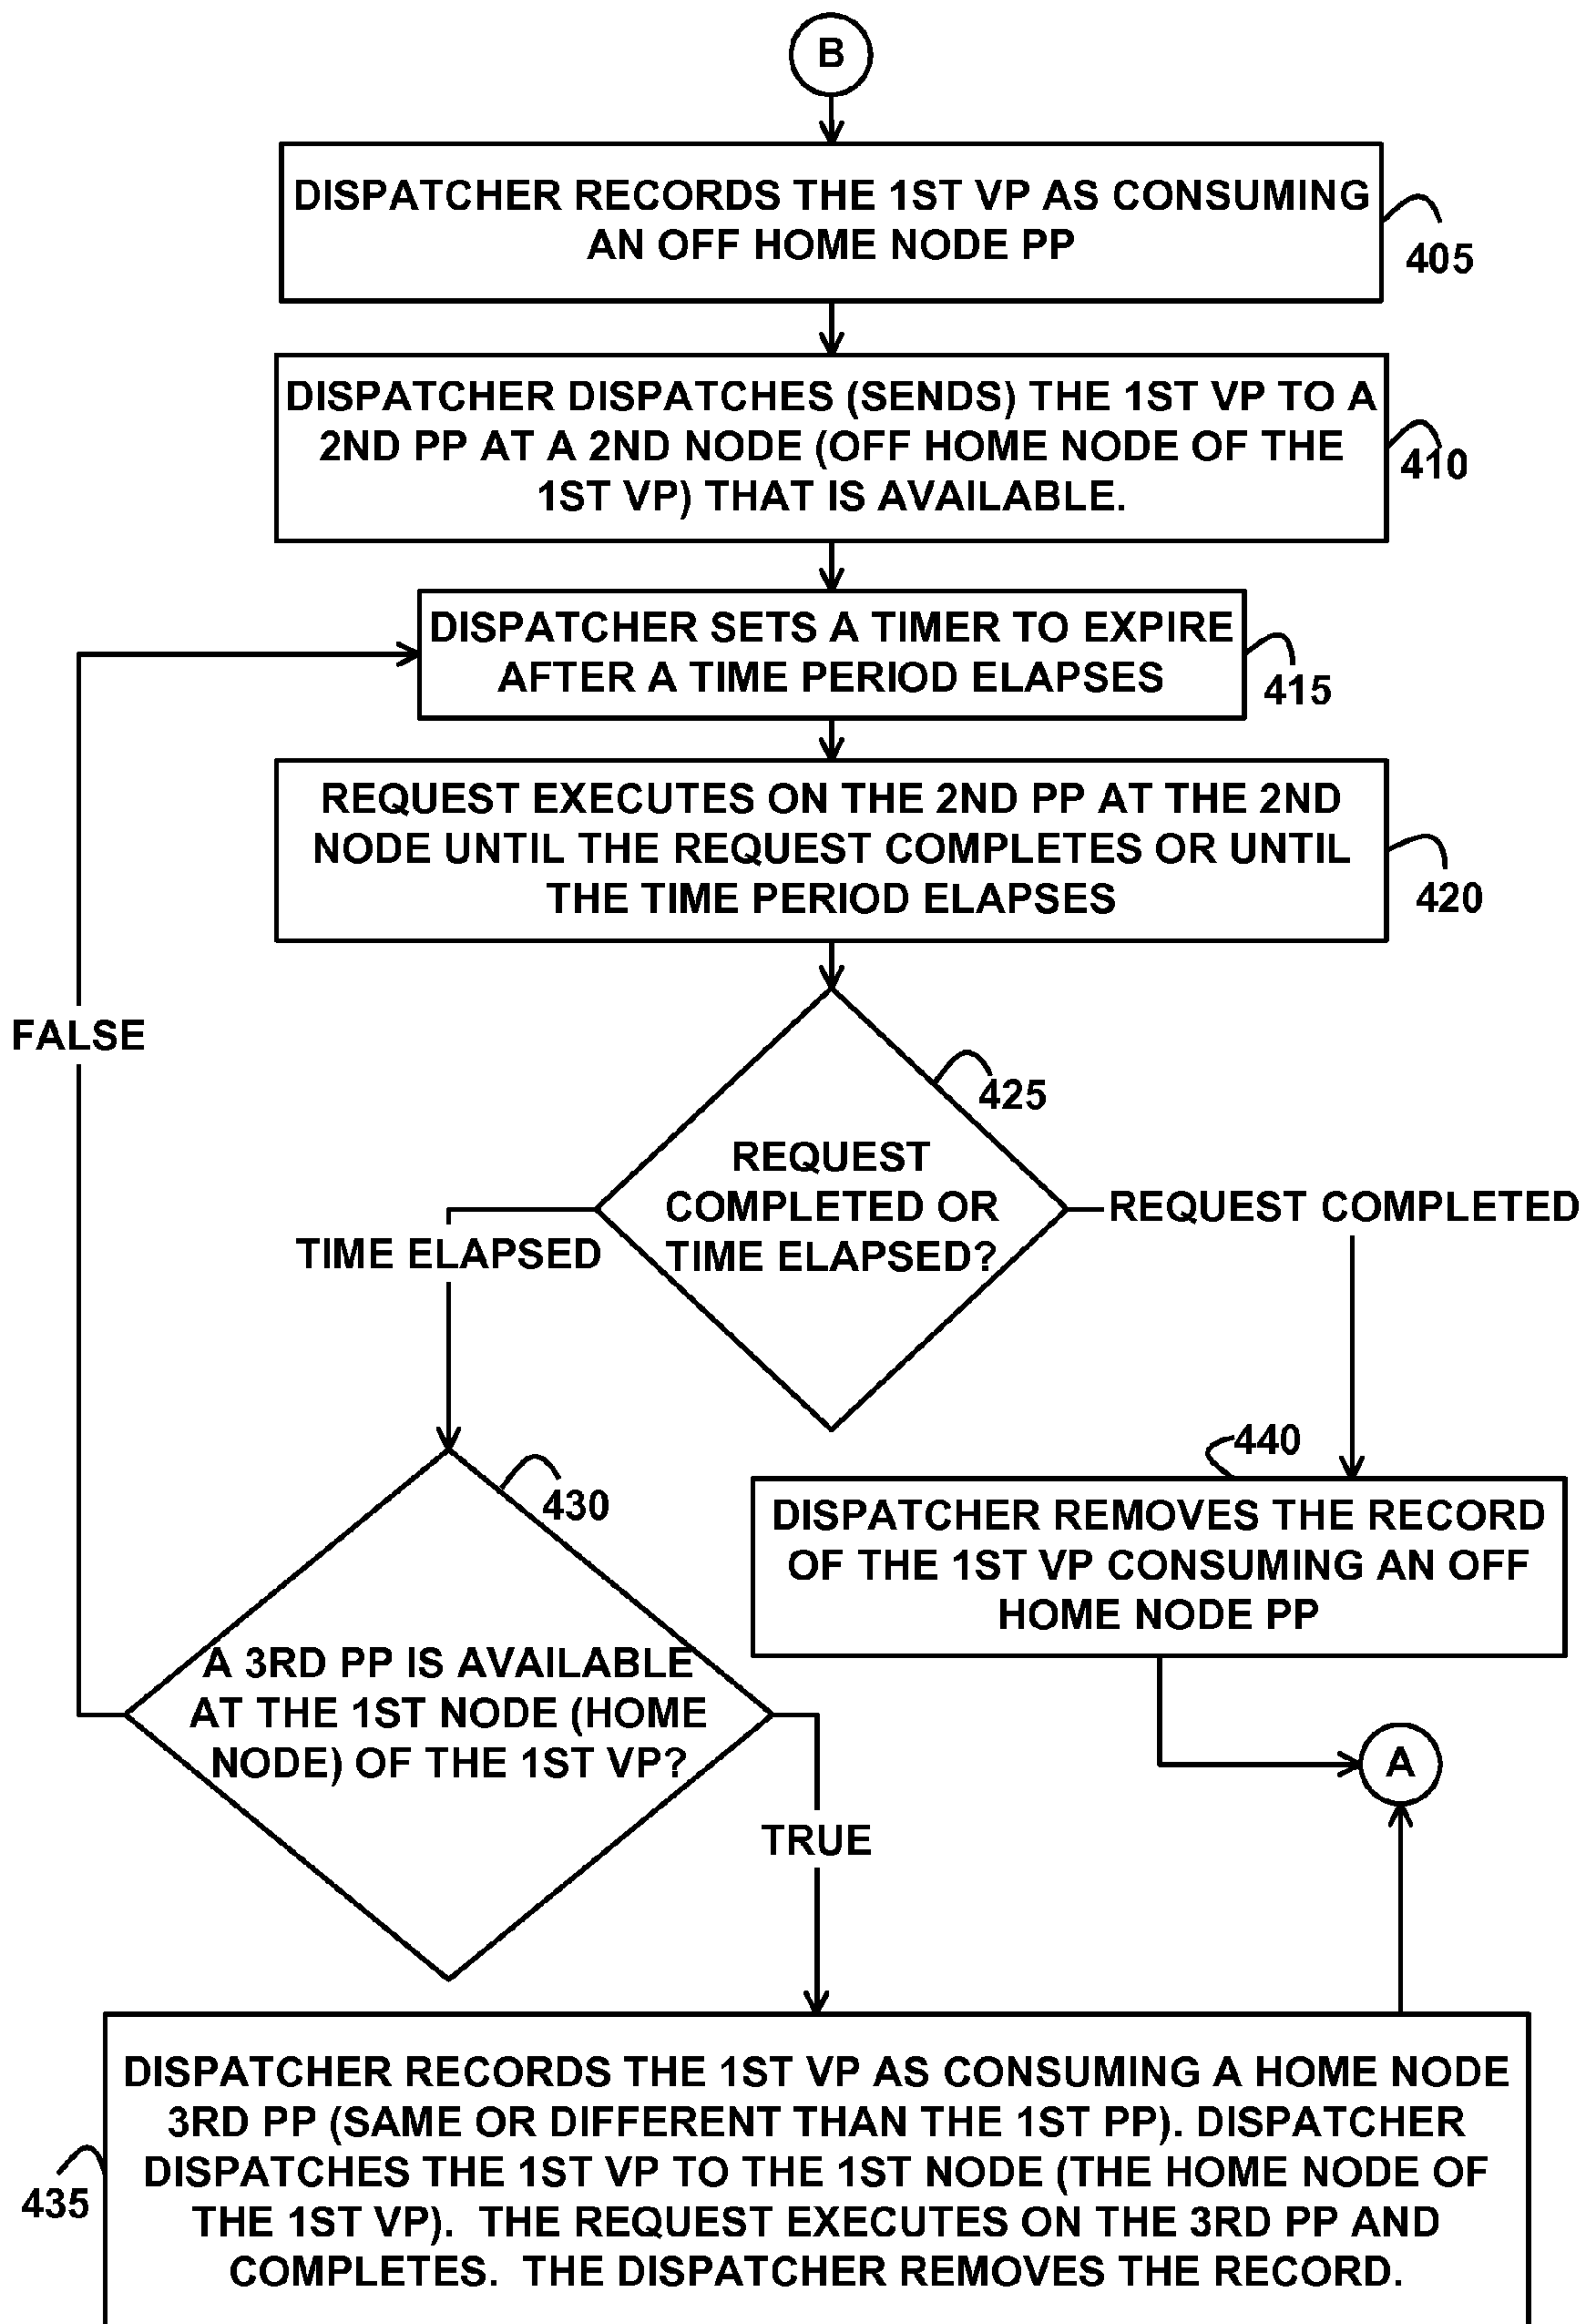 B
DISPATCHER RECORDS THE 1ST VP AS CONSUMING
AN OFF HOME NODE PP
405
DISPATCHER DISPATCHES (SENDS) THE 1ST VP TO A
2ND PP AT A 2ND NODE (OFF HOME NODE OF THE
1ST VP) THAT IS AVAILABLE.
410
DISPATCHER SETS A TIMER TO EXPIRE
AFTER A TIME PERIOD ELAPSES
415
REQUEST EXECUTES ON THE 2ND PP AT THE 2ND
NODE UNTIL THE REQUEST COMPLETES OR UNTIL
THE TIME PERIOD ELAPSES
420
FALSE
425
REQUEST
COMPLETED OR
TIME ELAPSED?
REQUEST COMPLETED
TIME ELAPSED
440
430
DISPATCHER REMOVES THE RECORD
OF THE 1ST VP CONSUMING AN OFF
HOME NODE PP
A 3RD PP IS AVAILABLE
AT THE 1ST NODE (HOME
NODE) OF THE 1ST VP?
A
TRUE
DISPATCHER RECORDS THE 1ST VP AS CONSUMING A HOME NODE
3RD PP (SAME OR DIFFERENT THAN THE 1ST PP). DISPATCHER
DISPATCHES THE 1ST VP TO THE 1ST NODE (THE HOME NODE OF
THE 1ST VP).  THE REQUEST EXECUTES ON THE 3RD PP AND
COMPLETES.  THE DISPATCHER REMOVES THE RECORD.
435